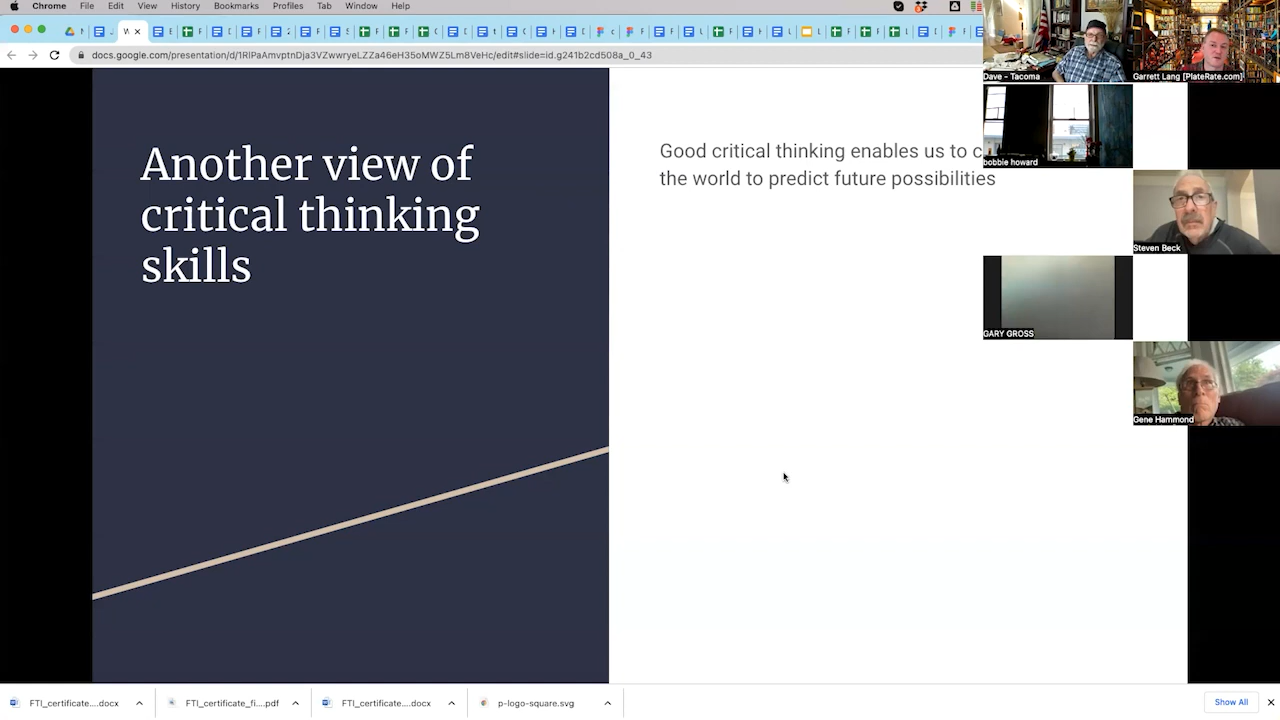 Chrome File Edit View History Bookmarks Profiles Tab Window Help
docs.google.com/presentation/d/1RIPaAmvptnDja3VZwwryeLZZa46eH35oMWZ5Lm8VeHc/edit#slide=id.g241b2cd508a_0_43
Dave - Tacoma
Garrett Lang [PlateRate.com]
Another view of
critical thinking
skills
Good critical thinking enables us to
the world to predict future possibilities
bobbie howard
Steven Beck
GARY GROSS
Gene Hammond
FTI_certificate....docx
FTI_certificate_fi....pdf
FTI_certificate....docx
p-logo-square.svg
Show All